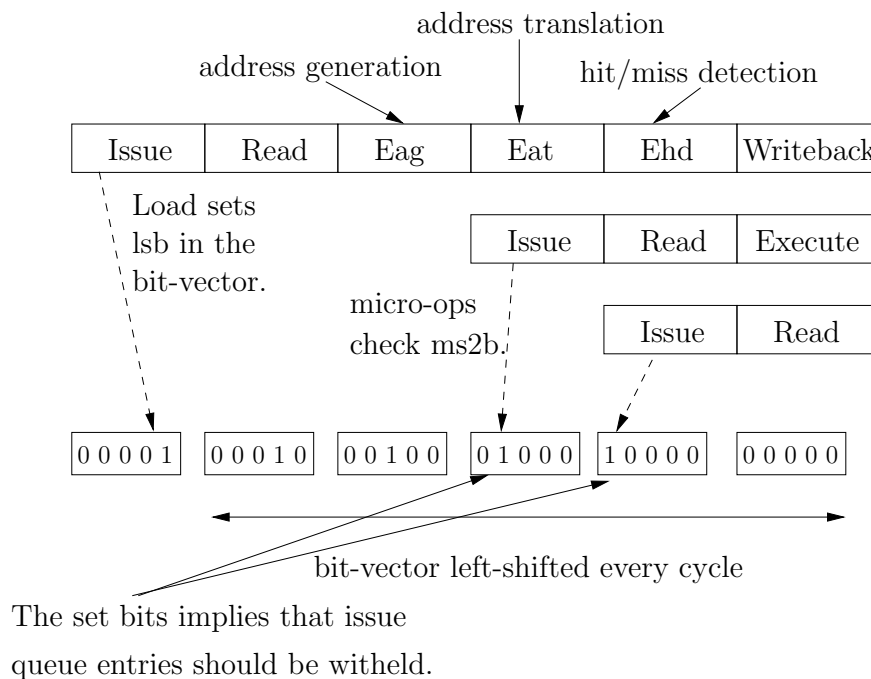 address translation
address generation
hit/miss detection
Issue Read Eag Eat Ehd Writeback
Load sets
lsb in the
bit-vector.
Issue Read Execute
micro-ops
check ms2b.
Issue Read
0 0 0 0 1 0 0 0 1 0 0 0 1 0 0 0 1 0 0 0 1 0 0 0 0 0 0 0 0 0
bit-vector left-shifted every cycle
The set bits implies that issue
queue entries should be witheld.